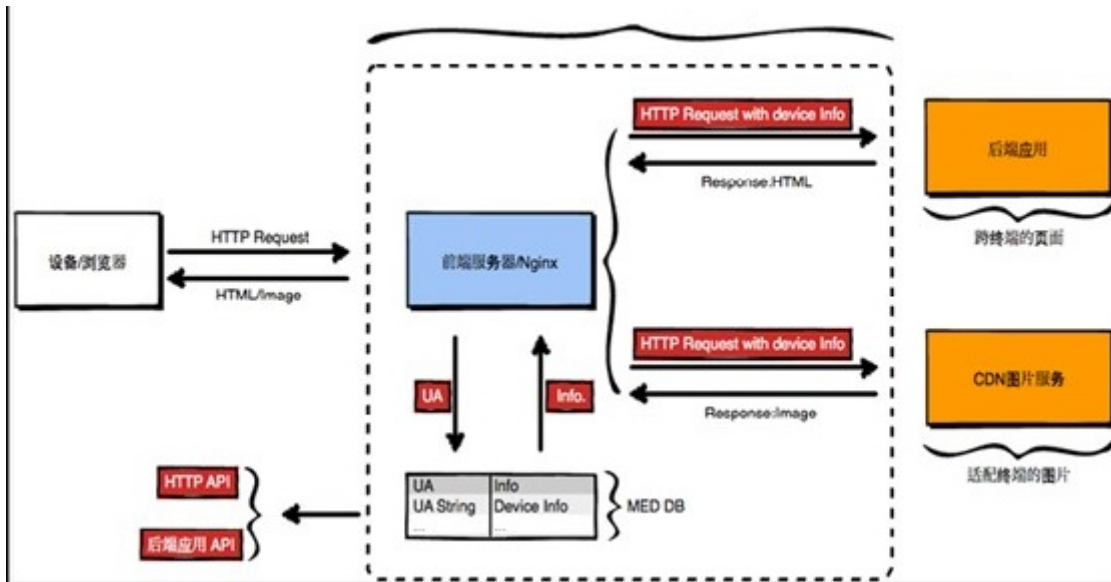 HTTP Request with device Info
后端应用
Response:HTML
跨终端的页面
设备/浏览器
HTTP Request
HTML/Image
前端服务器/Nginx
HTTP Request with device Info
CDN图片服务
Response:Image
适配终端的图片
UA
Info.
HTTP API
后端应用 API
UA Info
UA String Device Info
... ...
MED DB